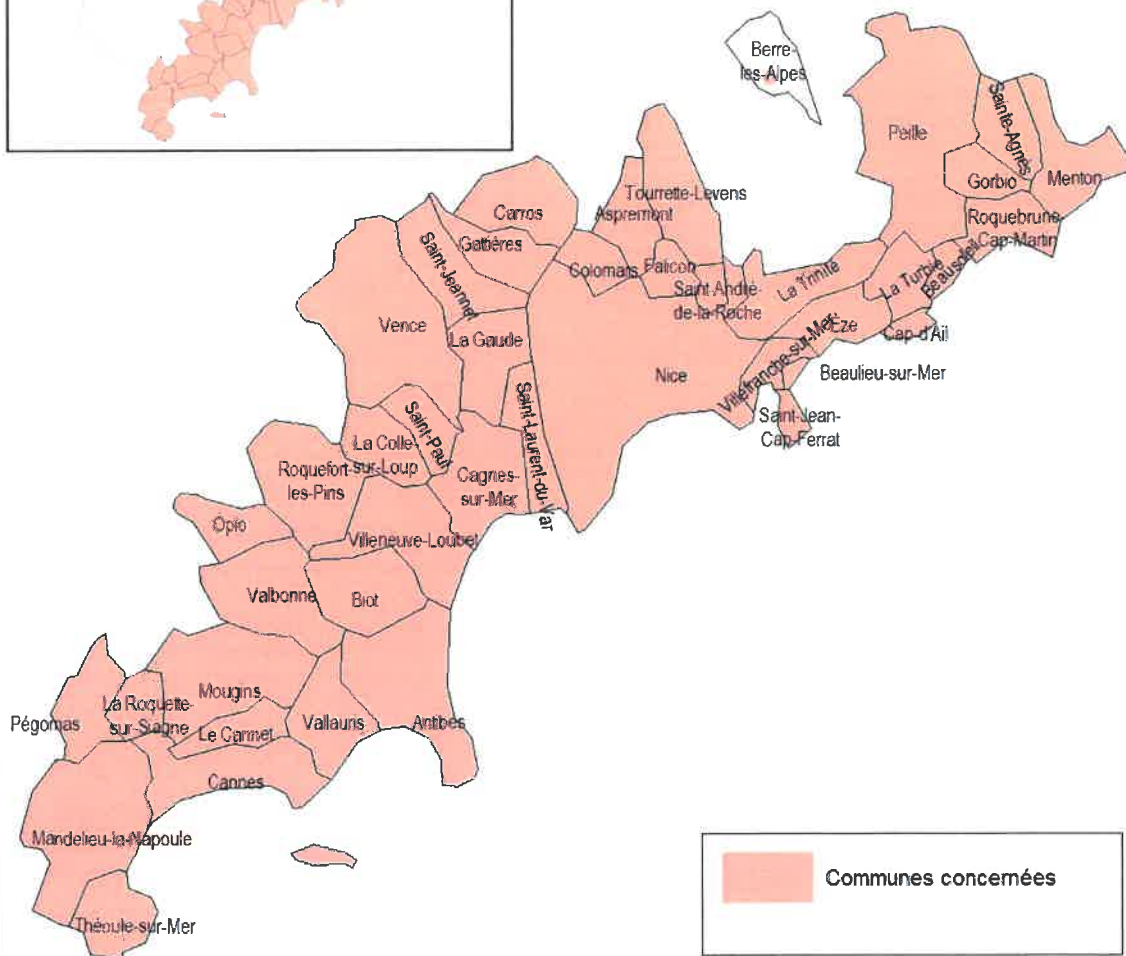 Berre-
les-Alpes
Peille
Sainte-Agnès
Gorbio
Menton
Roquebrune-
Cap-Martin
Tourrette-Levens
Aspremont
Carros
Gattières
Saint-Jeannet
Colomars
Falicon
Saint André-
de-la-Roche
La Trinité
La Turbie
Beausoleil
Vence
La Gaude
Nice
Villefranche-sur-Mer
Eze
Cap-d'Ail
Beaulieu-sur-Mer
Saint-Jean-
Cap-Ferrat
Saint-Laurent-du-Var
Saint-Paul
La Colle-
sur-Loup
Cagnes-
sur-Mer
Roquefort-
les-Pins
Opio
Villeneuve-Loubet
Valbonne
Biot
Mougins
La Roquette-
sur-Siagne
Pégomas
Le Cannet
Vallauris
Antibes
Cannes
Mandelieu-la-Napoule
Théoule-sur-Mer
Communes concernées